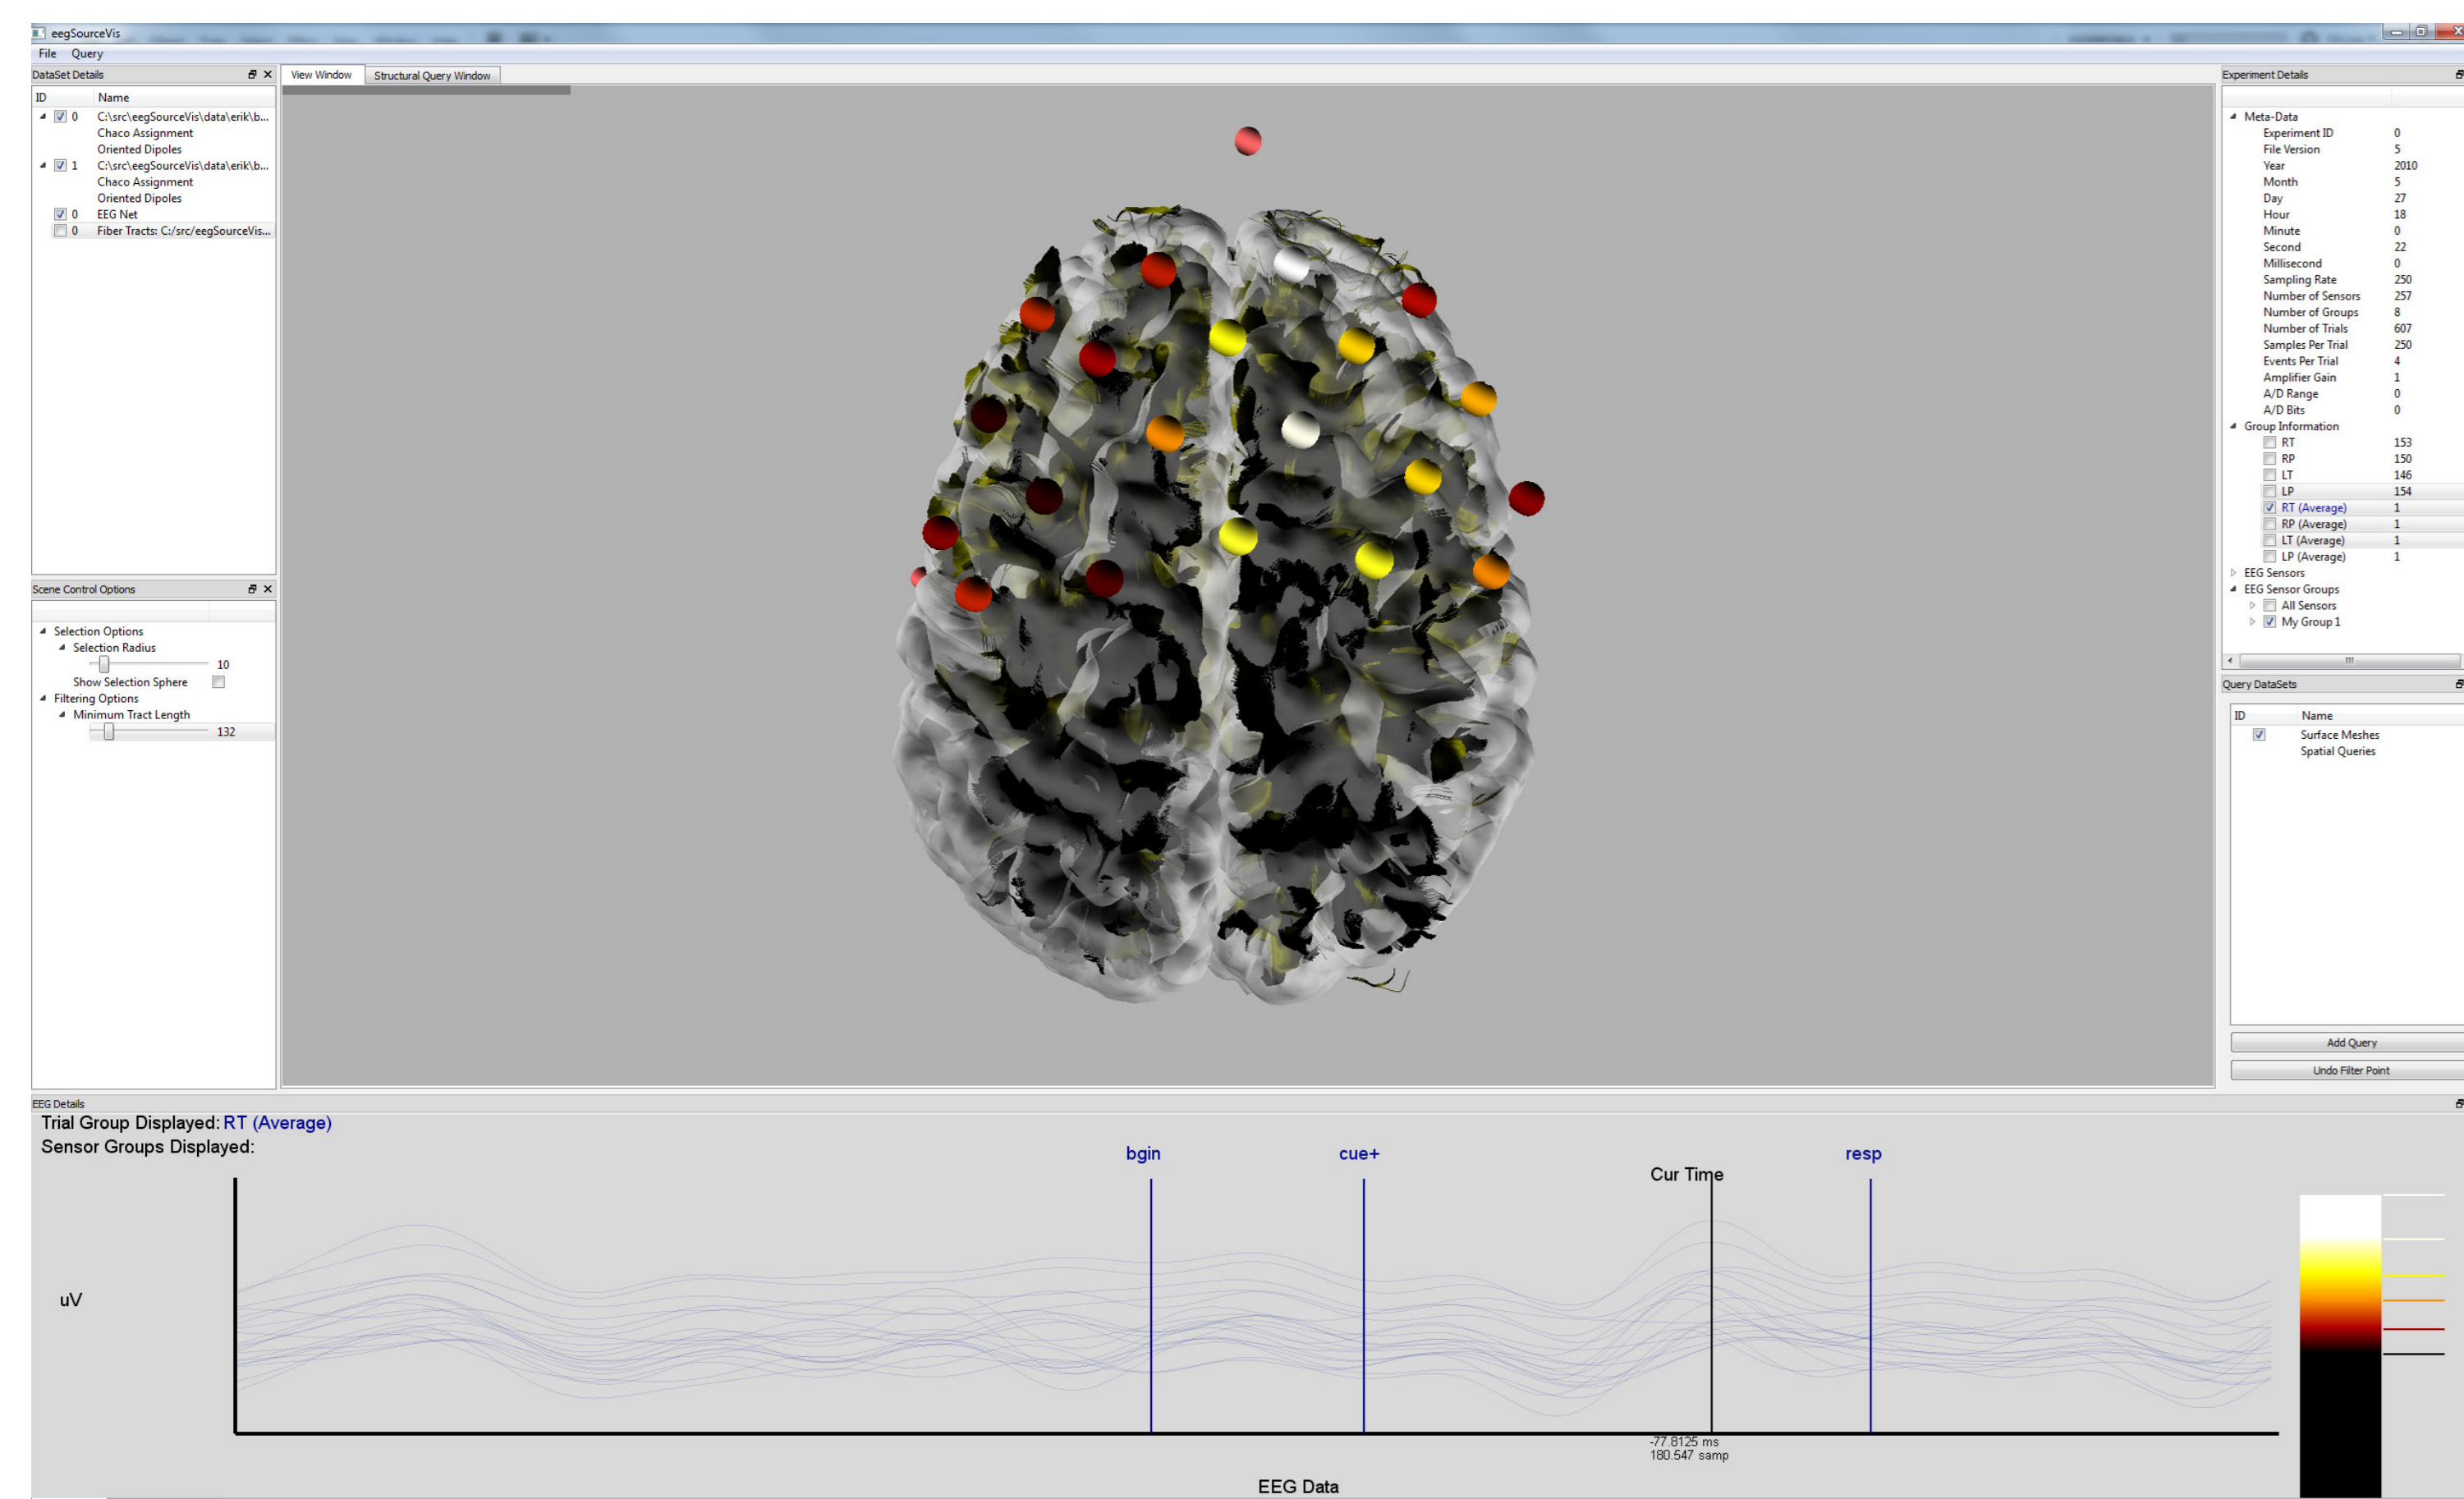 eegSourceVis
File Query
DataSet Details
ID Name
0 C:\src\eegSourceVis\data\erik\b...
Chaco Assignment
Oriented Dipoles
1 C:\src\eegSourceVis\data\erik\b...
Chaco Assignment
Oriented Dipoles
0 EEG Net
0 Fiber Tracts: C:/src/eegSourceVis...
Scene Control Options
Selection Options
Selection Radius
10
Show Selection Sphere
Filtering Options
Minimum Tract Length
132
View Window Structural Query Window
Experiment Details
Meta-Data
Experiment ID 0
File Version 5
Year 2010
Month 5
Day 27
Hour 18
Minute 0
Second 22
Millisecond 0
Sampling Rate 250
Number of Sensors 257
Number of Groups 8
Number of Trials 607
Samples Per Trial 250
Events Per Trial 4
Amplifier Gain 1
A/D Range 0
A/D Bits 0
Group Information
RT 153
RP 150
LT 146
LP 154
RT (Average) 1
RP (Average) 1
LT (Average) 1
LP (Average) 1
EEG Sensors
EEG Sensor Groups
All Sensors
My Group 1
Query DataSets
ID Name
Surface Meshes
Spatial Queries
Add Query
Undo Filter Point
EEG Details
Trial Group Displayed: RT (Average)
Sensor Groups Displayed:
bgin cue+ resp
Cur Time
uV
-77.8125 ms
180.547 samp
EEG Data